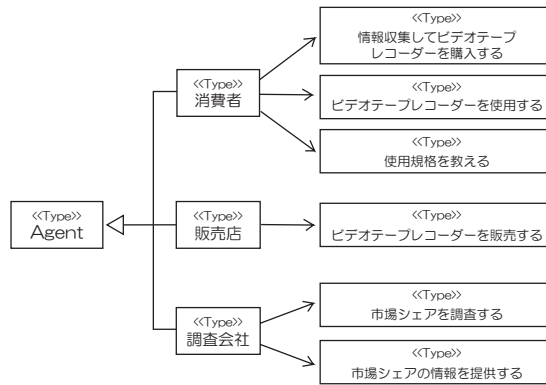 <<Type>>
Agent
<<Type>>
消費者
<<Type>>
販売店
<<Type>>
調査会社
<<Type>>
情報収集してビデオテープ
レコーダーを購入する
<<Type>>
ビデオテープレコーダーを使用する
<<Type>>
使用規格を教える
<<Type>>
ビデオテープレコーダーを販売する
<<Type>>
市場シェアを調査する
<<Type>>
市場シェアの情報を提供する